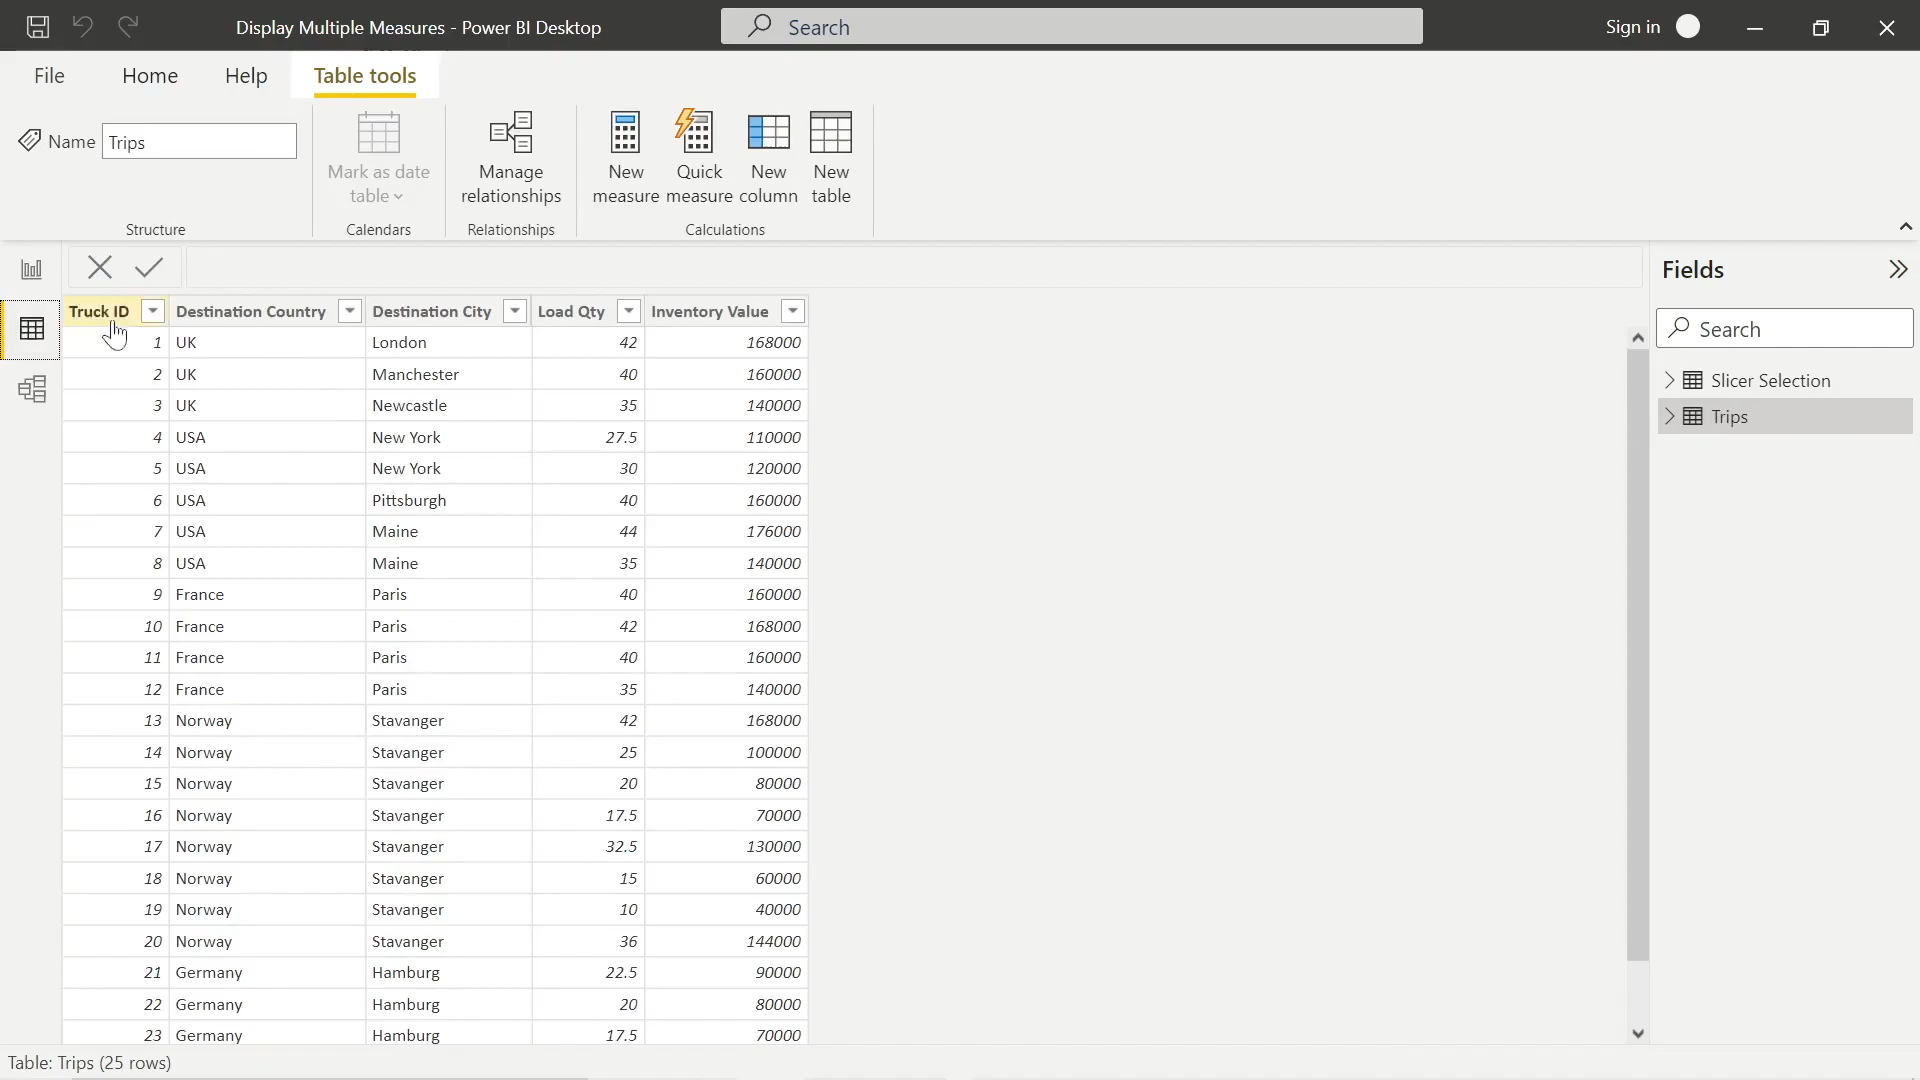 Display Multiple Measures - Power BI Desktop
Search
Sign in
File
Home
Help
Table tools
Name
Trips
Structure
Mark as date
table
Calendars
Manage
relationships
Relationships
New
measure
Quick
measure
New
column
New
table
Calculations
Fields
Search
Slicer Selection
Trips
Truck ID Destination Country Destination City Load Qty Inventory Value
1 UK London 42 168000
2 UK Manchester 40 160000
3 UK Newcastle 35 140000
4 USA New York 27.5 110000
5 USA New York 30 120000
6 USA Pittsburgh 40 160000
7 USA Maine 44 176000
8 USA Maine 35 140000
9 France Paris 40 160000
10 France Paris 42 168000
11 France Paris 40 160000
12 France Paris 35 140000
13 Norway Stavanger 42 168000
14 Norway Stavanger 25 100000
15 Norway Stavanger 20 80000
16 Norway Stavanger 17.5 70000
17 Norway Stavanger 32.5 130000
18 Norway Stavanger 15 60000
19 Norway Stavanger 10 40000
20 Norway Stavanger 36 144000
21 Germany Hamburg 22.5 90000
22 Germany Hamburg 20 80000
23 Germany Hamburg 17.5 70000
Table: Trips (25 rows)